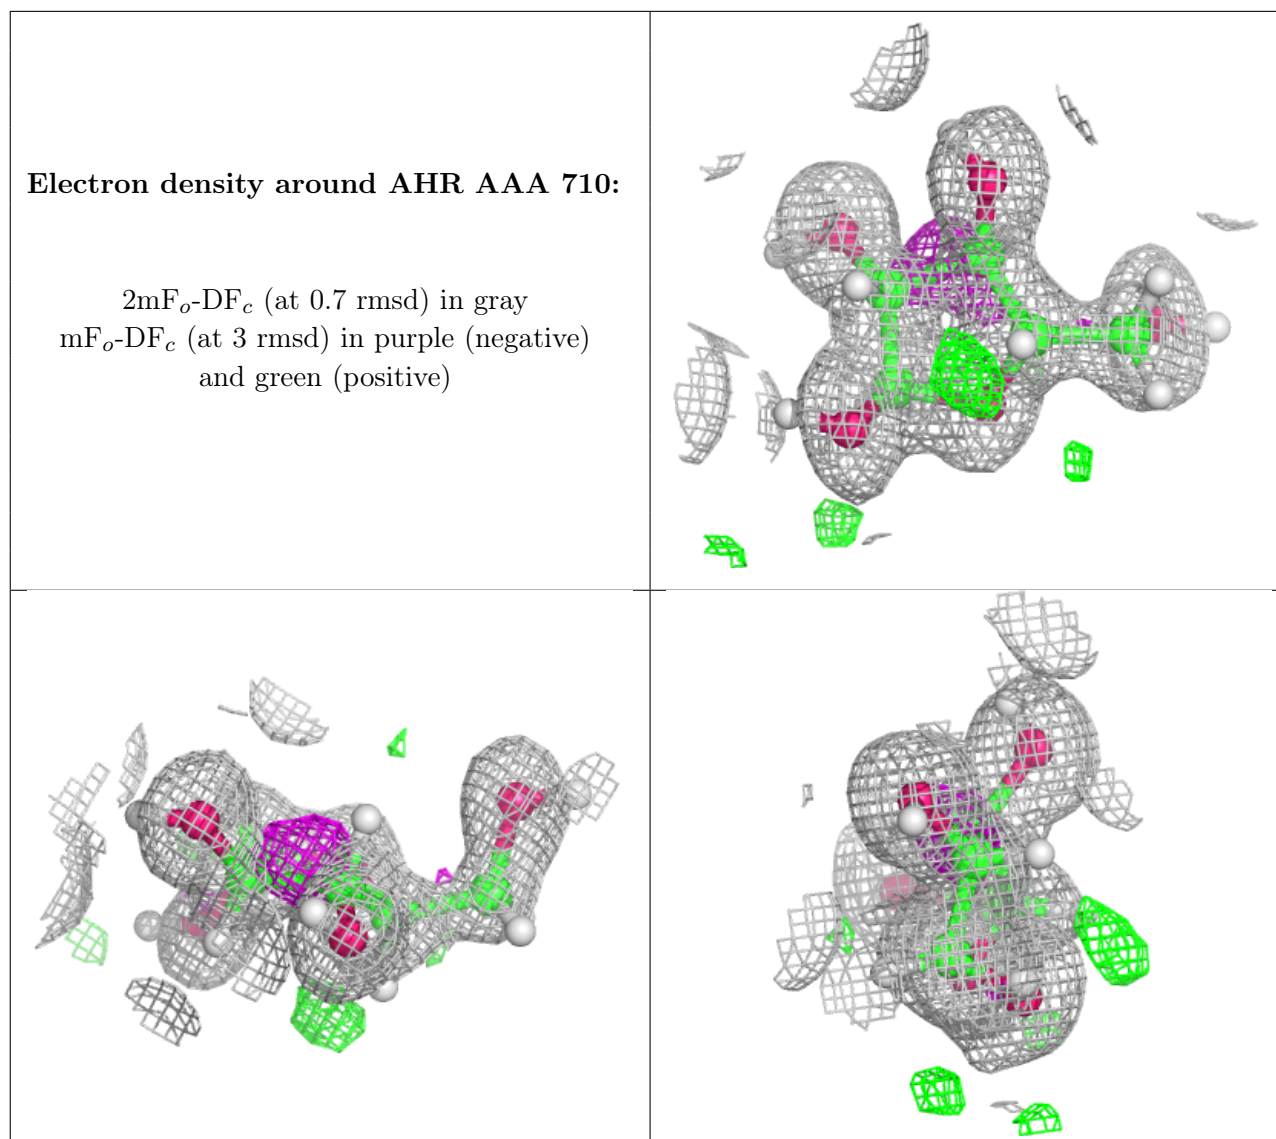 Electron density around AHR AAA 710:
2mFo-DFc (at 0.7 rmsd) in gray
mFo-DFc (at 3 rmsd) in purple (negative)
and green (positive)